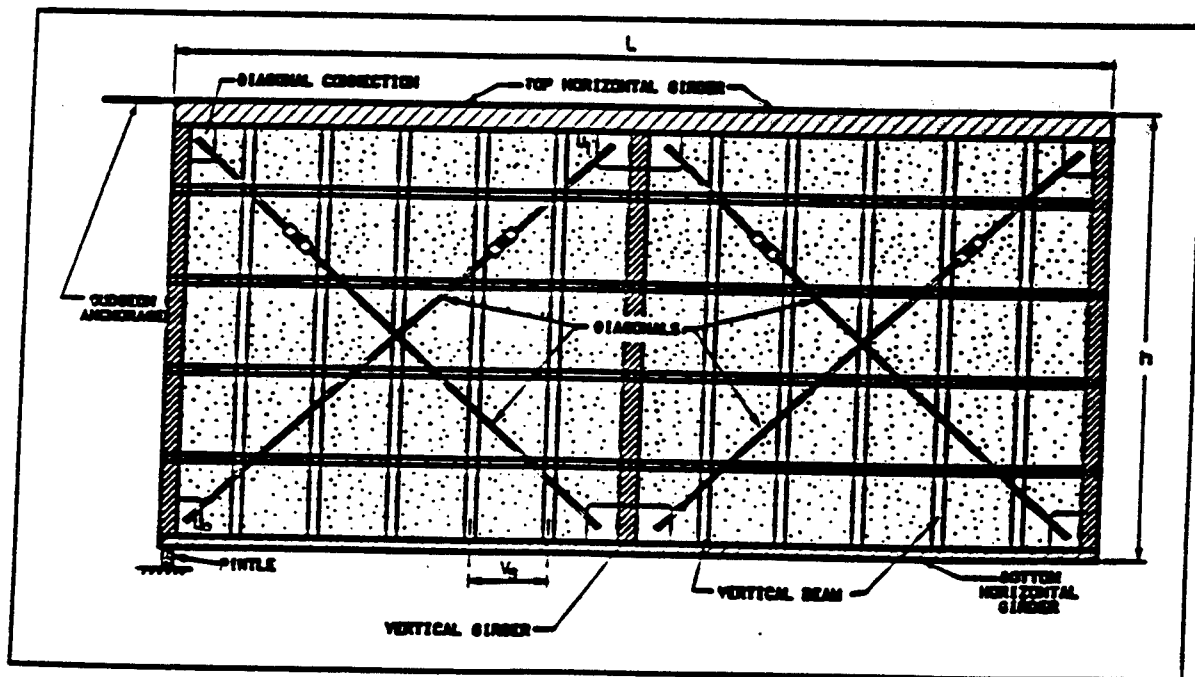 L
DIAGONAL CONNECTION
TOP HORIZONTAL GIRDER
GUDGEON
ANCHORAGE
DIAGONALS
h
PINTLE
VERTICAL BEAM
BOTTOM
HORIZONTAL
GIRDER
VERTICAL GIRDER